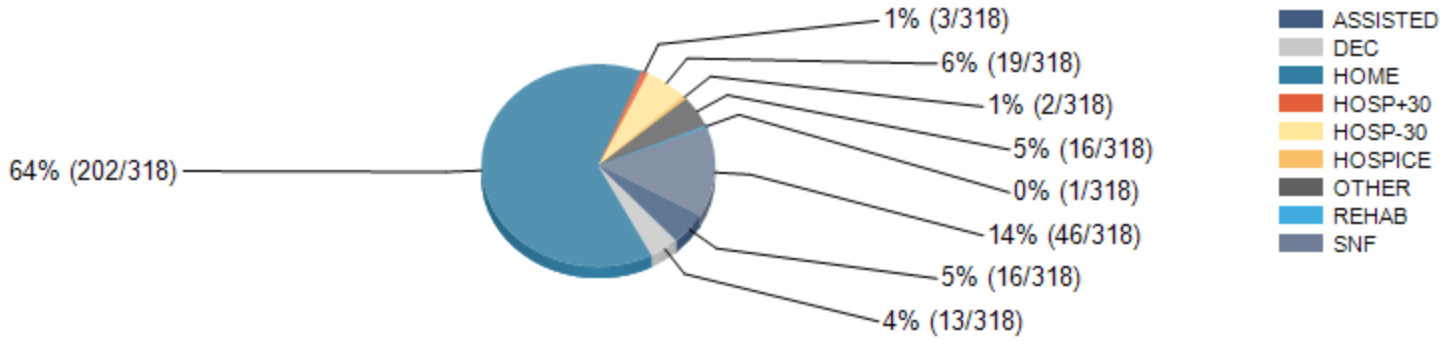 1% (3/318)
6% (19/318)
1% (2/318)
5% (16/318)
64% (202/318)
0% (1/318)
14% (46/318)
5% (16/318)
4% (13/318)
ASSISTED
DEC
HOME
HOSP+30
HOSP-30
HOSPICE
OTHER
REHAB
SNF